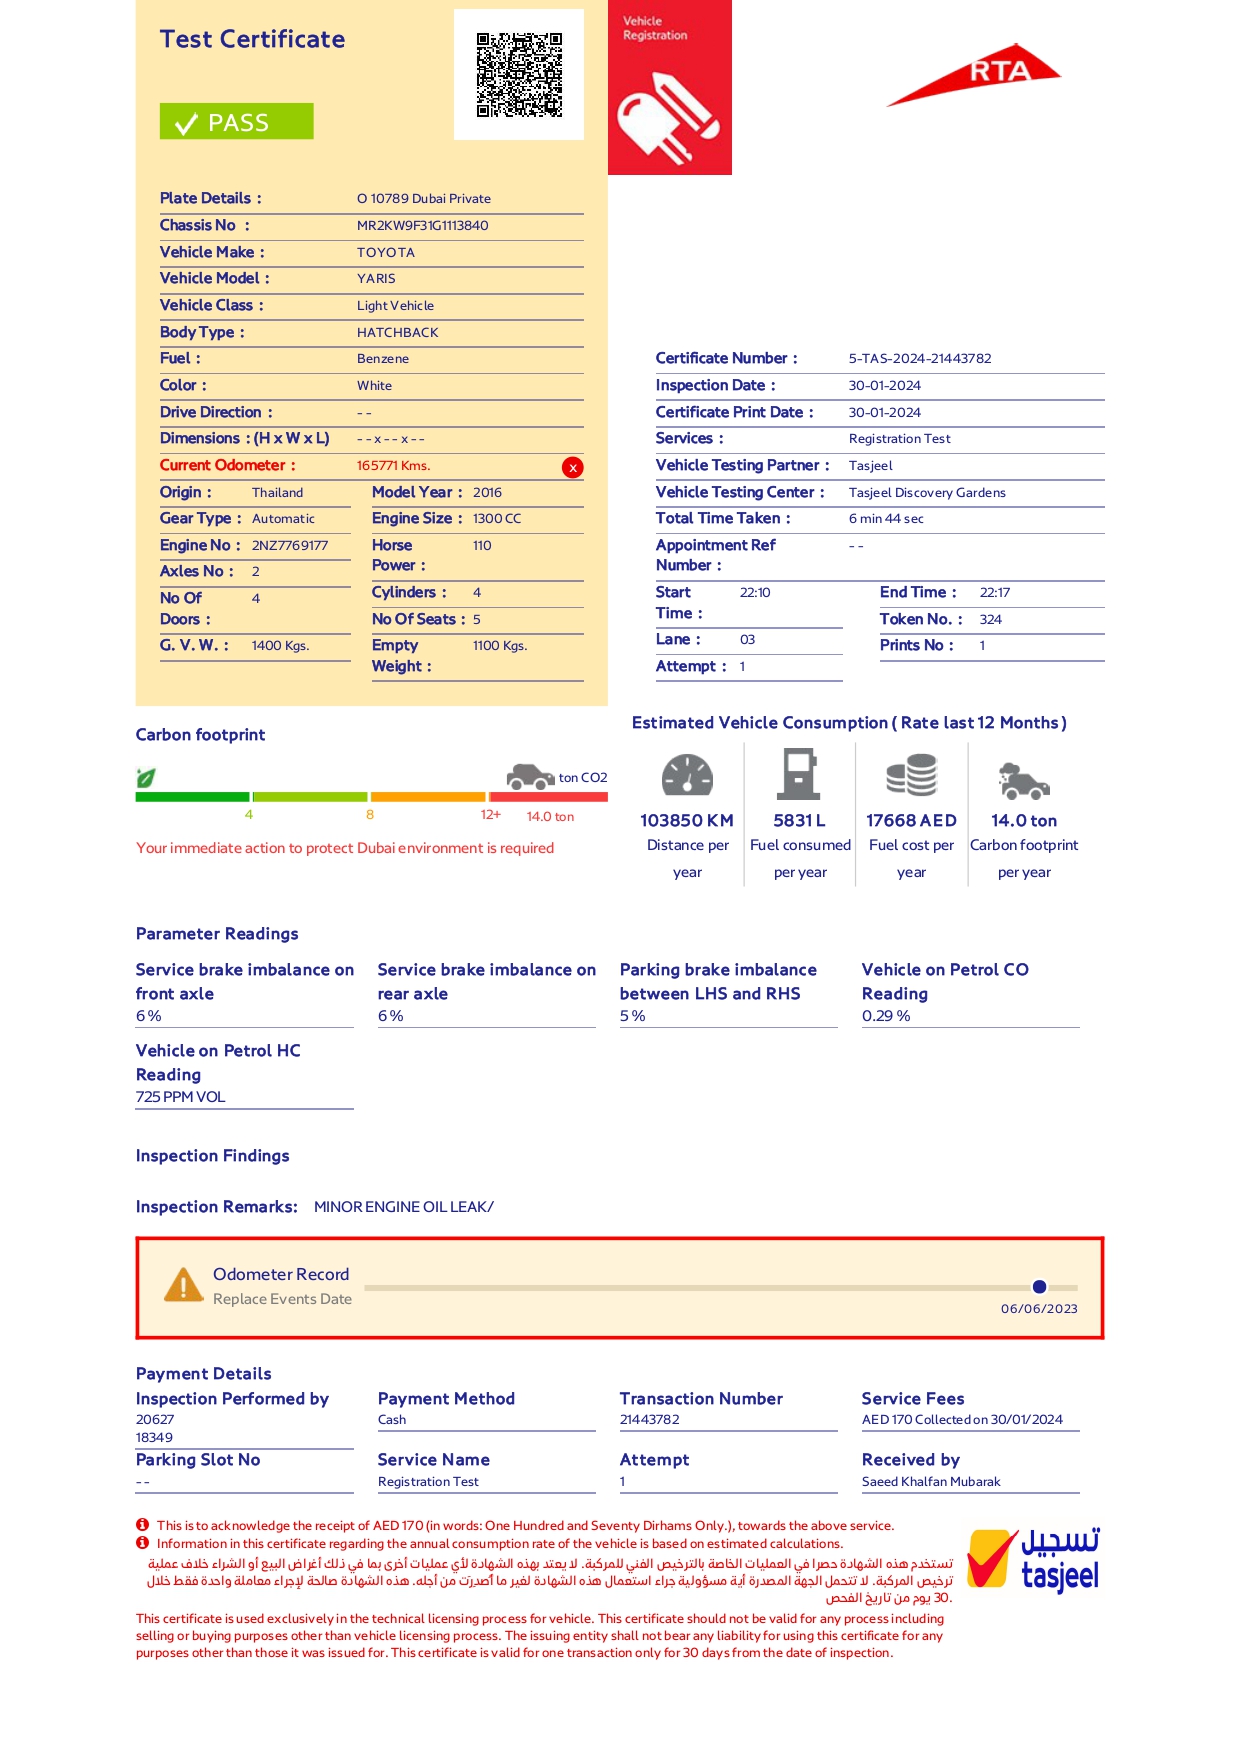 Test Certificate
PASS
Vehicle
Registration
RTA
Plate Details : O 10789 Dubai Private
Chassis No : MR2KW9F31G1113840
Vehicle Make : TOYOTA
Vehicle Model : YARIS
Vehicle Class : Light Vehicle
Body Type : HATCHBACK
Fuel : Benzene
Color : White
Drive Direction : - -
Dimensions : (H x W x L) - - x - - x - -
Current Odometer : 165771 Kms. x
Origin : Thailand Model Year : 2016
Gear Type : Automatic Engine Size : 1300 CC
Engine No : 2NZ7769177 Horse
Power : 110
Axles No : 2
No Of
Doors : 4
Cylinders : 4
No Of Seats : 5
G. V. W. : 1400 Kgs. Empty
Weight : 1100 Kgs.
Certificate Number : 5-TAS-2024-21443782
Inspection Date : 30-01-2024
Certificate Print Date : 30-01-2024
Services : Registration Test
Vehicle Testing Partner : Tasjeel
Vehicle Testing Center : Tasjeel Discovery Gardens
Total Time Taken : 6 min 44 sec
Appointment Ref
Number : - -
Start
Time : 22:10
End Time : 22:17
Token No. : 324
Lane : 03
Prints No : 1
Attempt : 1
Carbon footprint
ton CO2
4 8 12+ 14.0 ton
Your immediate action to protect Dubai environment is required
Estimated Vehicle Consumption ( Rate last 12 Months )
103850 KM 5831 L 17668 AED 14.0 ton
Distance per Fuel consumed Fuel cost per Carbon footprint
year per year year per year
Parameter Readings
Service brake imbalance on
front axle
6 %
Service brake imbalance on
rear axle
6 %
Parking brake imbalance
between LHS and RHS
5 %
Vehicle on Petrol CO
Reading
0.29 %
Vehicle on Petrol HC
Reading
725 PPM VOL
Inspection Findings
Inspection Remarks: MINOR ENGINE OIL LEAK/
Odometer Record
Replace Events Date
06/06/2023
Payment Details
Inspection Performed by
20627
18349
Payment Method
Cash
Transaction Number
21443782
Service Fees
AED 170 Collected on 30/01/2024
Parking Slot No
- -
Service Name
Registration Test
Attempt
1
Received by
Saeed Khalfan Mubarak
This is to acknowledge the receipt of AED 170 (in words: One Hundred and Seventy Dirhams Only.), towards the above service.
Information in this certificate regarding the annual consumption rate of the vehicle is based on estimated calculations.
تستخدم هذه الشهادة حصرا في العمليات الخاصة بالترخيص الفني للمركبة. لا يعتد بهذه الشهادة لأي عمليات أخرى بما في ذلك أغراض البيع أو الشراء خلاف عملية
ترخيص المركبة. لا تتحمل الجهة المصدرة أية مسؤولية جراء استعمال هذه الشهادة لغير ما أُصدِرَت من أجله. هذه الشهادة صالحة لإجراء معاملة واحدة فقط خلال
30 يوم من تاريخ الفحص.
This certificate is used exclusively in the technical licensing process for vehicle. This certificate should not be valid for any process including
selling or buying purposes other than vehicle licensing process. The issuing entity shall not bear any liability for using this certificate for any
purposes other than those it was issued for. This certificate is valid for one transaction only for 30 days from the date of inspection.
تسجيل
tasjeel